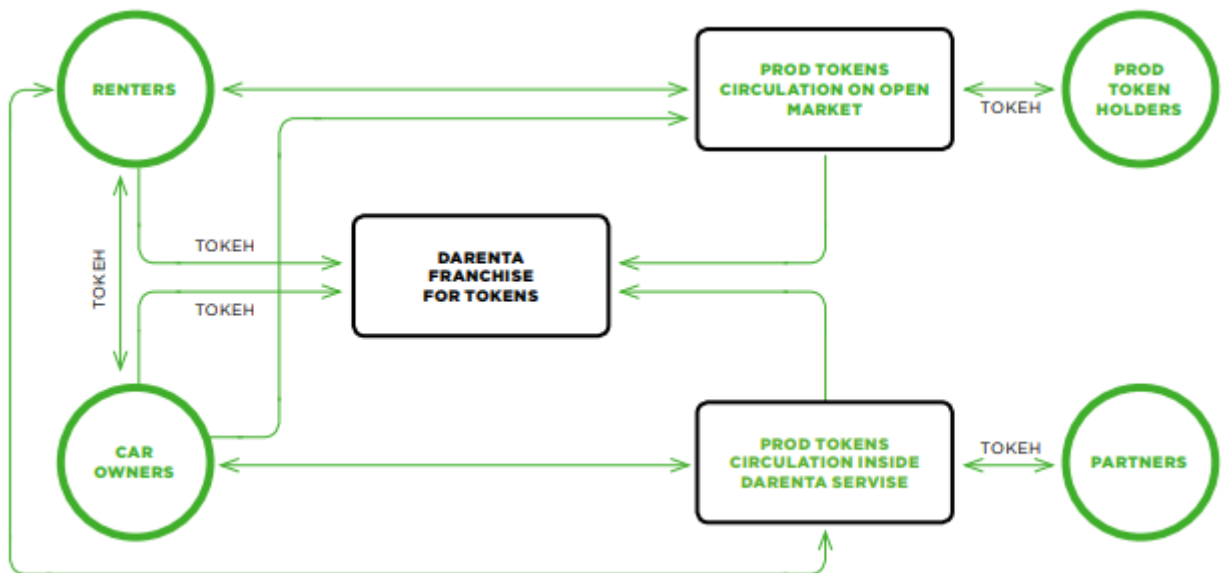 RENTERS
PROD TOKENS
CIRCULATION ON OPEN
MARKET
TOKEH
PROD
TOKEN
HOLDERS
TOKEH
TOKEH
TOKEH
DARENTA
FRANCHISE
FOR TOKENS
CAR
OWNERS
PROD TOKENS
CIRCULATION INSIDE
DARENTA SERVISE
TOKEH
PARTNERS